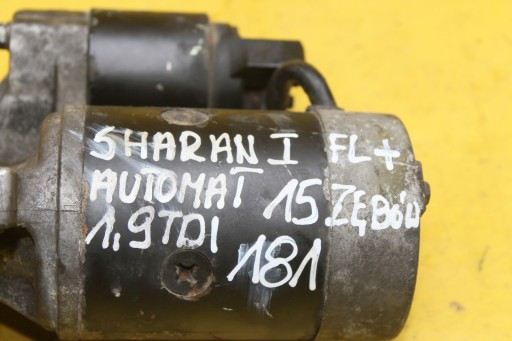 SHARAN I FL+
AUTOMAT 15 ZĘBÓW
1,9TDI 181